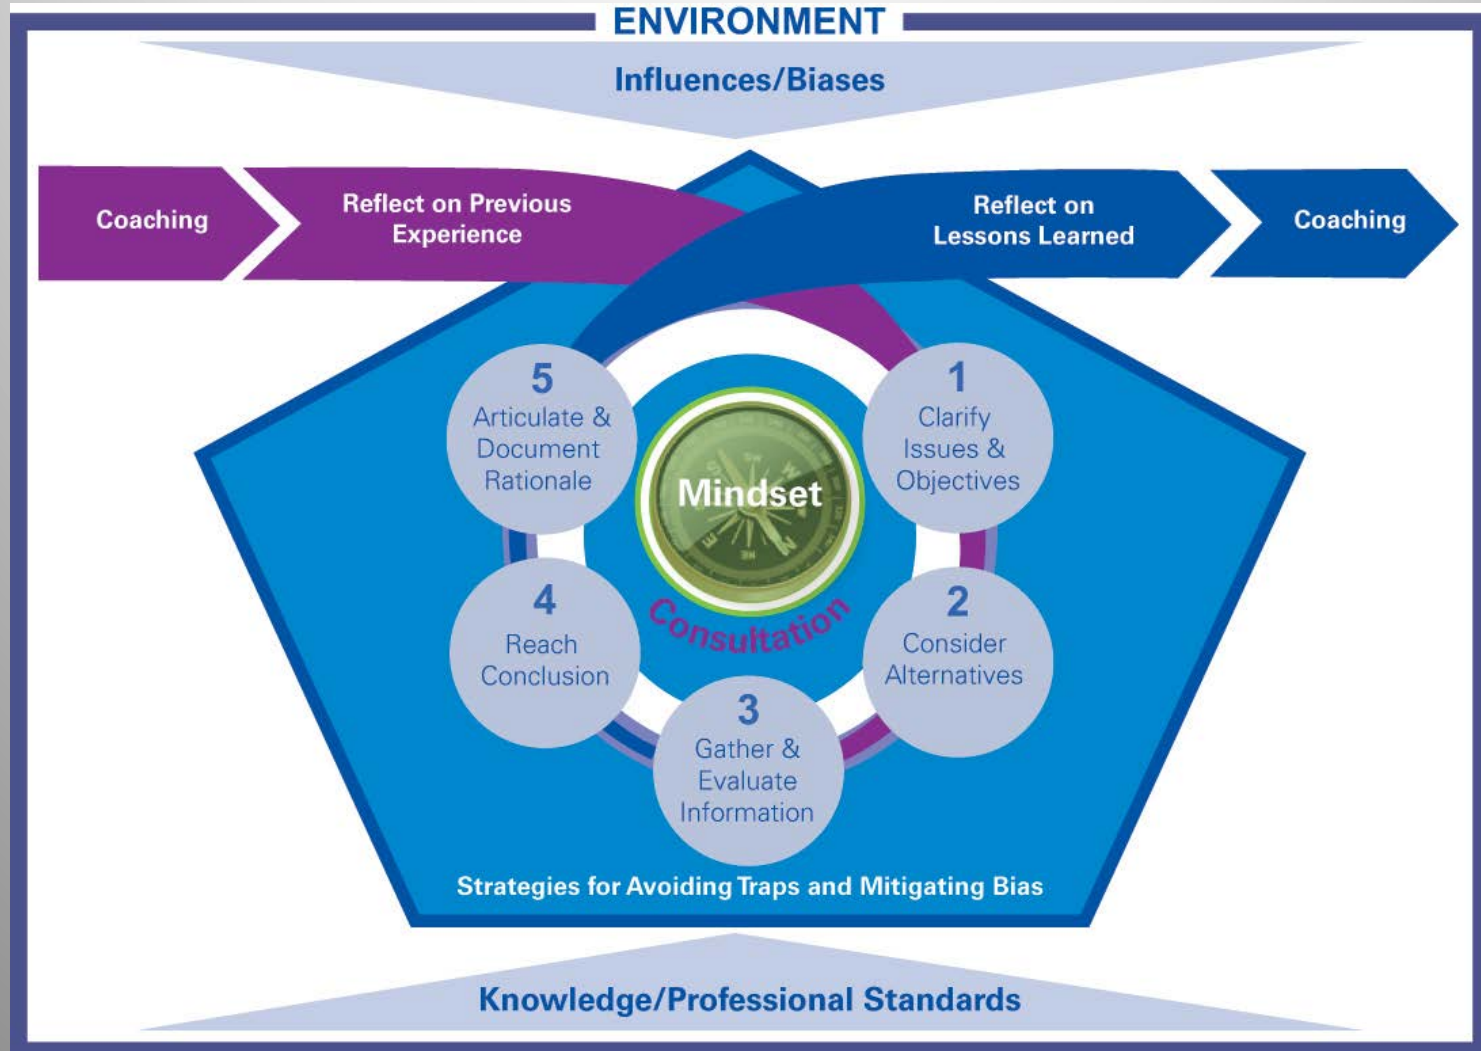 ENVIRONMENT
Influences/Biases
Coaching
Reflect on Previous
Experience
Reflect on
Lessons Learned
Coaching
1
Clarify
Issues &
Objectives
2
Consider
Alternatives
3
Gather &
Evaluate
Information
4
Reach
Conclusion
5
Articulate &
Document
Rationale
Mindset
Consultation
Strategies for Avoiding Traps and Mitigating Bias
Knowledge/Professional Standards